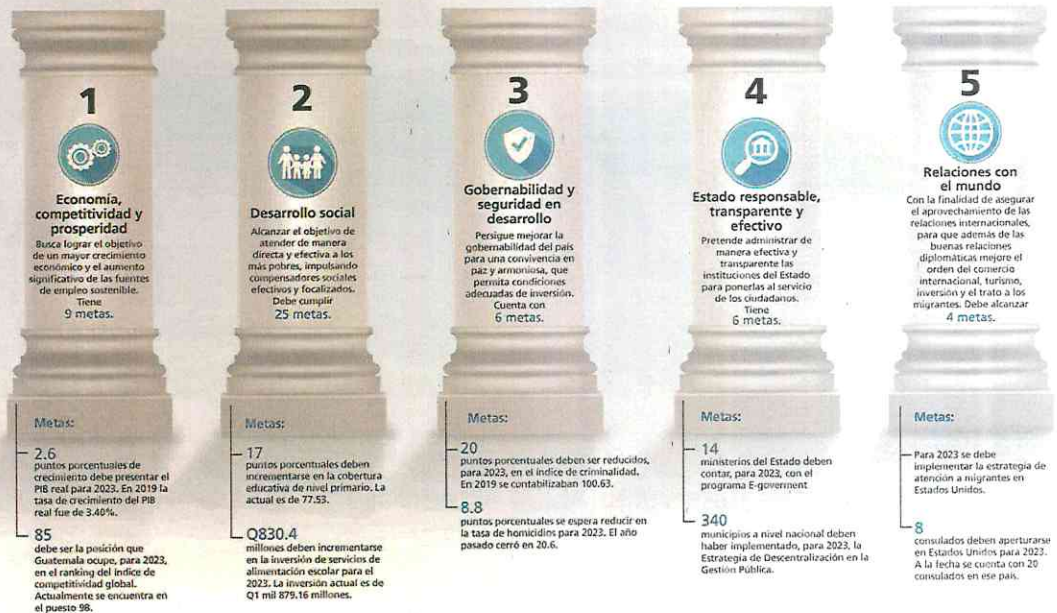 1
Economía,
competitividad y
prosperidad
Busca lograr el objetivo
de un mayor crecimiento
económico y el aumento
significativo de las fuentes
de empleo sostenible.
Tiene
9 metas.
Metas:
2.6
puntos porcentuales de
crecimiento debe presentar el
PIB real para 2023. En 2019 la
tasa de crecimiento del PIB
real fue de 3.40%.
85
debe ser la posición que
Guatemala ocupe, para 2023,
en el ranking del índice de
competitividad global.
Actualmente se encuentra en
el puesto 98.
2
Desarrollo social
Alcanzar el objetivo de
atender de manera
directa y efectiva a los
más pobres, impulsando
compensadores sociales
efectivos y focalizados.
Debe cumplir
25 metas.
Metas:
17
puntos porcentuales deben
incrementarse en la cobertura
educativa de nivel primario. La
actual es de 77.53.
Q830.4
millones deben incrementarse
en la inversión de servicios de
alimentación escolar para el
2023. La inversión actual es de
Q1 mil 879.16 millones.
3
Gobernabilidad y
seguridad en
desarrollo
Persigue mejorar la
gobernabilidad del país
para una convivencia en
paz y armoniosa, que
permita condiciones
adecuadas de inversión.
Cuenta con
6 metas.
Metas:
20
puntos porcentuales deben ser reducidos,
para 2023, en el índice de criminalidad.
En 2019 se contabilizaban 100.63.
8.8
puntos porcentuales se espera reducir en
la tasa de homicidios para 2023. El año
pasado cerró en 20.6.
4
Estado responsable,
transparente y
efectivo
Pretende administrar de
manera efectiva y
transparente las
instituciones del Estado
para ponerlas al servicio
de los ciudadanos.
Tiene
6 metas.
Metas:
14
ministerios del Estado deben
contar, para 2023, con el
programa E-goverment
340
municipios a nivel nacional deben
haber implementado, para 2023, la
Estrategia de Descentralización en la
Gestión Pública.
5
Relaciones con
el mundo
Con la finalidad de asegurar
el aprovechamiento de las
relaciones internacionales,
para que además de las
buenas relaciones
diplomáticas mejore el
orden del comercio
internacional, turismo,
inversión y el trato a los
migrantes. Debe alcanzar
4 metas.
Metas:
Para 2023 se debe
implementar la estrategia de
atención a migrantes en
Estados Unidos.
8
consulados deben aperturarse
en Estados Unidos para 2023.
A la fecha se cuenta con 20
consulados en ese país.